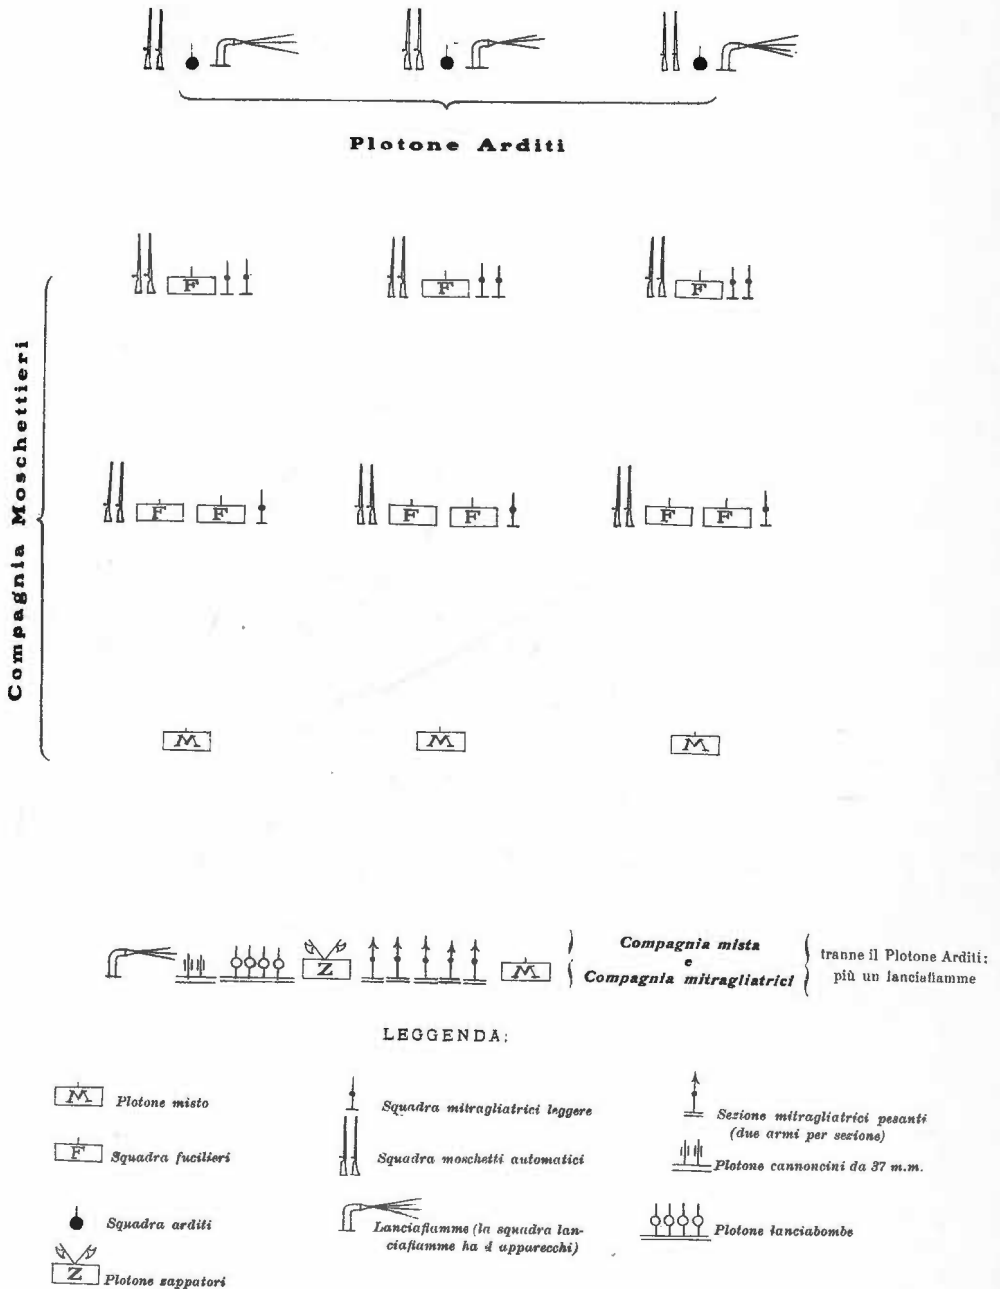 Plotone Arditi
F
F
F
Compagnia Moschettieri
F F
F F
F F
M
M
M
Z
M
Compagnia mista
e
Compagnia mitragliatrici
tranne il Plotone Arditi;
più un lanciafiamme
LEGGENDA:
M Plotone misto
Squadra mitragliatrici leggere
Sezione mitragliatrici pesanti
(due armi per sezione)
F Squadra fucilieri
Squadra moschetti automatici
Plotone cannoncini da 37 m.m.
Squadra arditi
Lanciafiamme (la squadra lan-
ciafiamme ha 4 apparecchi)
Plotone lanciabombe
Z Plotone zappatori